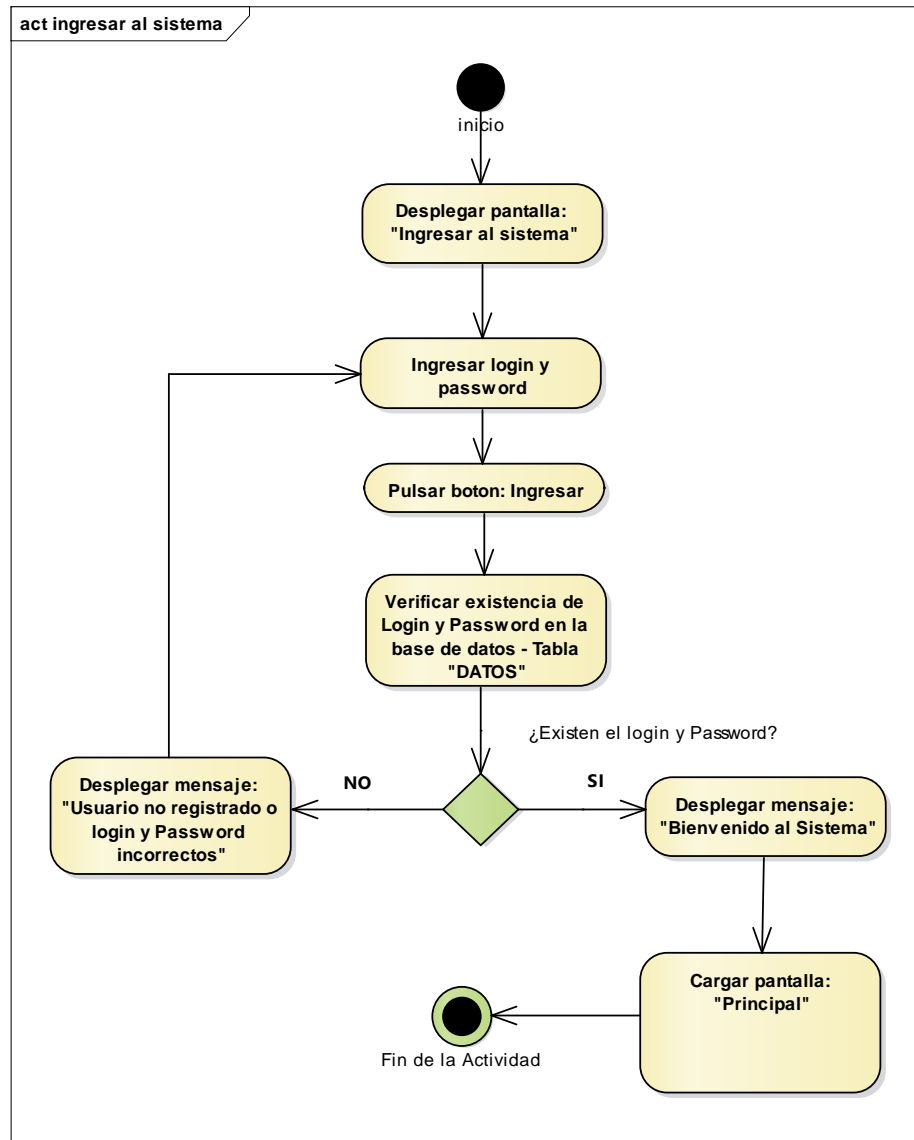 act ingresar al sistema
inicio
Desplegar pantalla:
"Ingresar al sistema"
Ingresar login y
password
Pulsar boton: Ingresar
Verificar existencia de
Login y Password en la
base de datos - Tabla
"DATOS"
¿Existen el login y Password?
NO
SI
Desplegar mensaje:
"Usuario no registrado o
login y Password
incorrectos"
Desplegar mensaje:
"Bienvenido al Sistema"
Cargar pantalla:
"Principal"
Fin de la Actividad